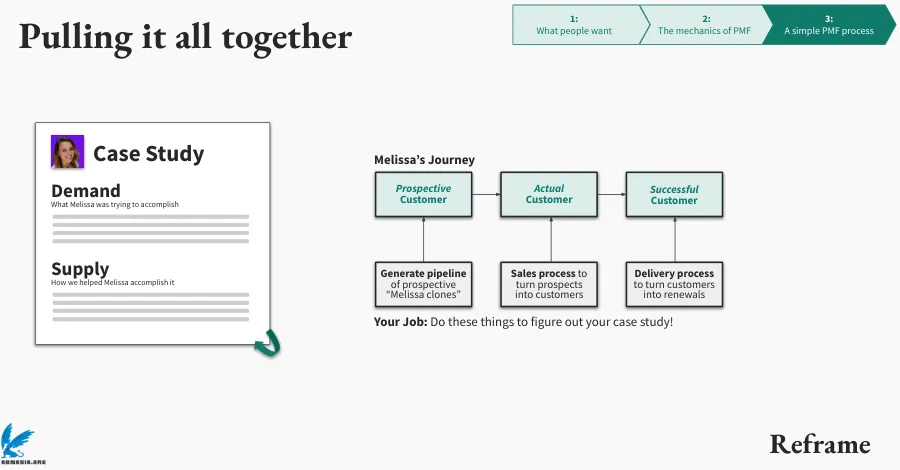 Pulling it all together
1:
What people want
2:
The mechanics of PMF
3:
A simple PMF process
Case Study
Demand
What Melissa was trying to accomplish
Supply
How we helped Melissa accomplish it
Melissa's Journey
Prospective
Customer
Actual
Customer
Successful
Customer
Generate pipeline
of prospective
“Melissa clones”
Sales process to
turn prospects
into customers
Delivery process
to turn customers
into renewals
Your Job: Do these things to figure out your case study!
Reframe